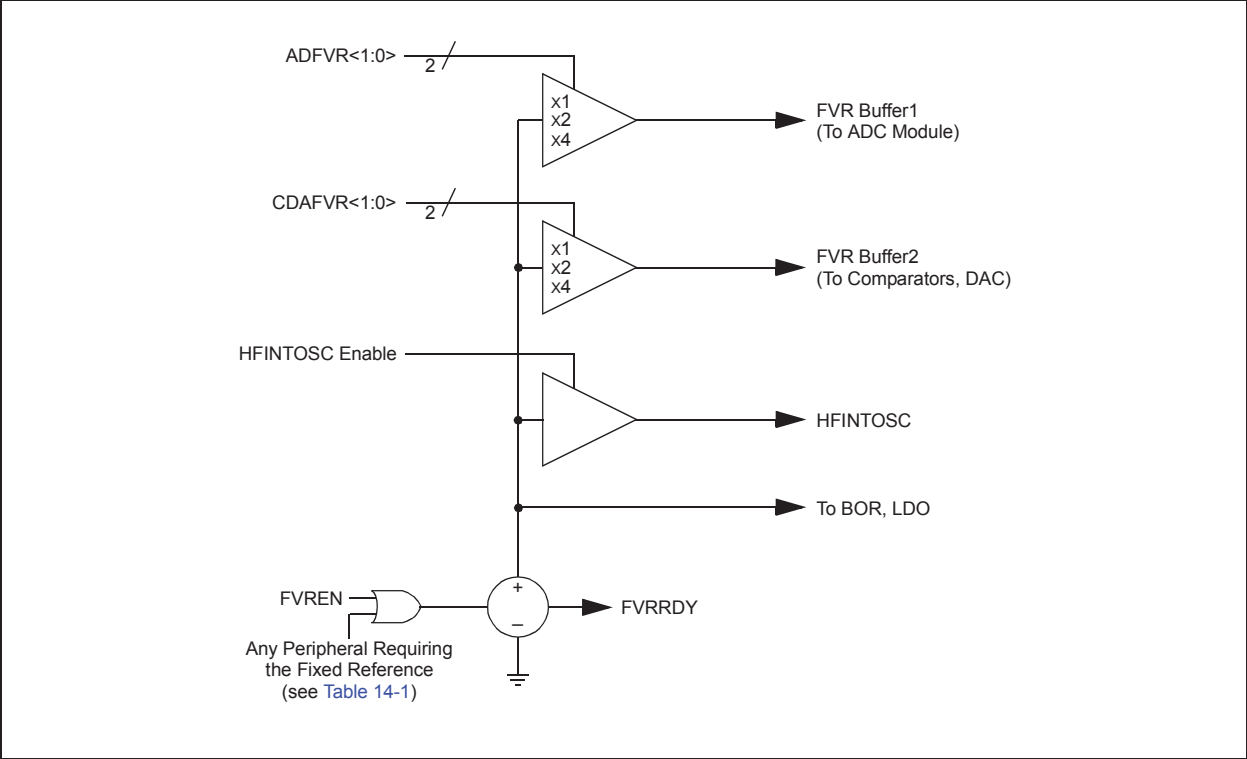 ADFVR<1:0>
2
x1
x2
x4
FVR Buffer1
(To ADC Module)
CDAFVR<1:0>
2
x1
x2
x4
FVR Buffer2
(To Comparators, DAC)
HFINTOSC Enable
HFINTOSC
To BOR, LDO
+
_
FVREN
FVRRDY
Any Peripheral Requiring
the Fixed Reference
(see Table 14-1)